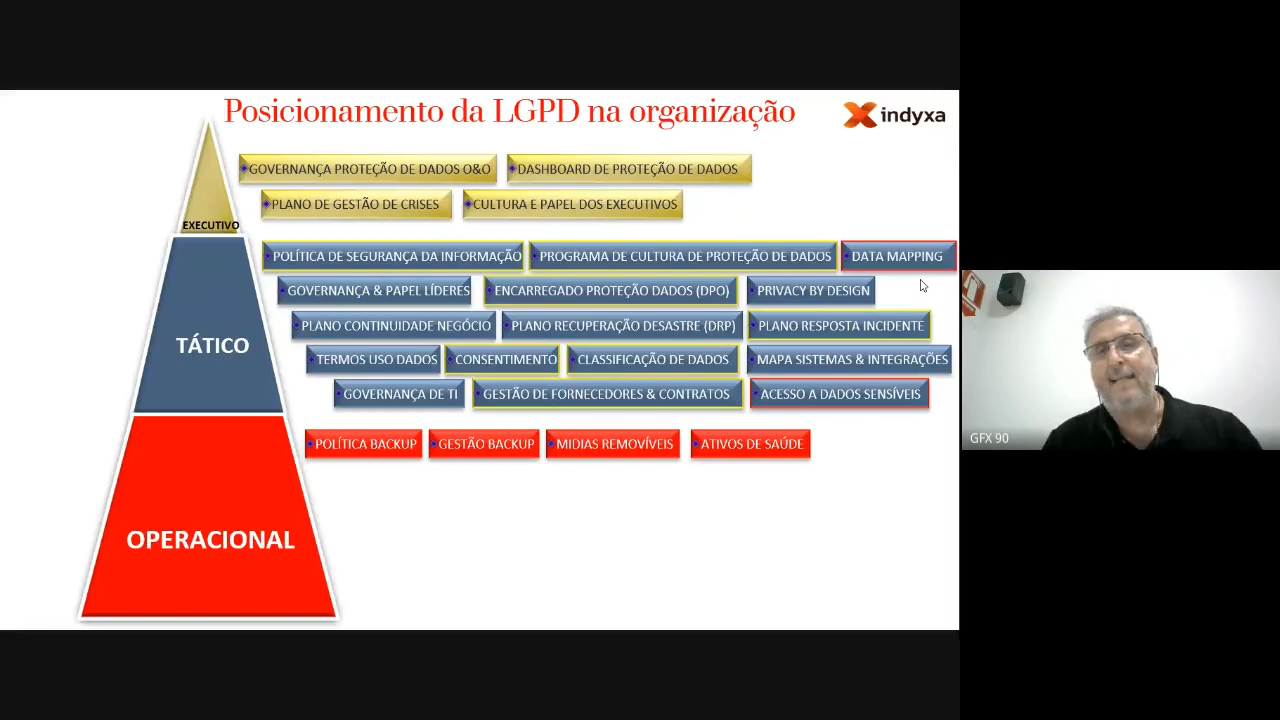 Posicionamento da LGPD na organização
indyxa
GOVERNANÇA PROTEÇÃO DE DADOS O&O
DASHBOARD DE PROTEÇÃO DE DADOS
PLANO DE GESTÃO DE CRISES
CULTURA E PAPEL DOS EXECUTIVOS
EXECUTIVO
POLÍTICA DE SEGURANÇA DA INFORMAÇÃO
PROGRAMA DE CULTURA DE PROTEÇÃO DE DADOS
DATA MAPPING
GOVERNANÇA & PAPEL LÍDERES
ENCARREGADO PROTEÇÃO DADOS (DPO)
PRIVACY BY DESIGN
PLANO CONTINUIDADE NEGÓCIO
PLANO RECUPERAÇÃO DESASTRE (DRP)
PLANO RESPOSTA INCIDENTE
TÁTICO
TERMOS USO DADOS
CONSENTIMENTO
CLASSIFICAÇÃO DE DADOS
MAPA SISTEMAS & INTEGRAÇÕES
GOVERNANÇA DE TI
GESTÃO DE FORNECEDORES & CONTRATOS
ACESSO A DADOS SENSÍVEIS
POLÍTICA BACKUP
GESTÃO BACKUP
MIDIAS REMOVÍVEIS
ATIVOS DE SAÚDE
OPERACIONAL
GFX 90